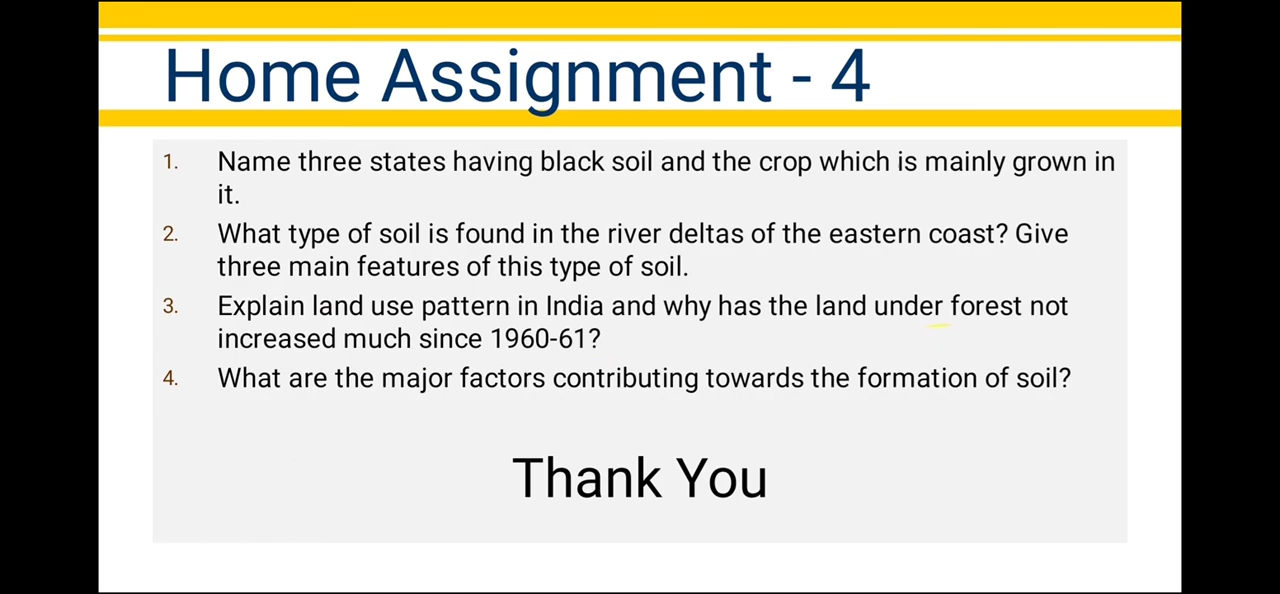 Home Assignment - 4
1. Name three states having black soil and the crop which is mainly grown in
it.
2. What type of soil is found in the river deltas of the eastern coast? Give
three main features of this type of soil.
3. Explain land use pattern in India and why has the land under forest not
increased much since 1960-61?
4. What are the major factors contributing towards the formation of soil?
Thank You